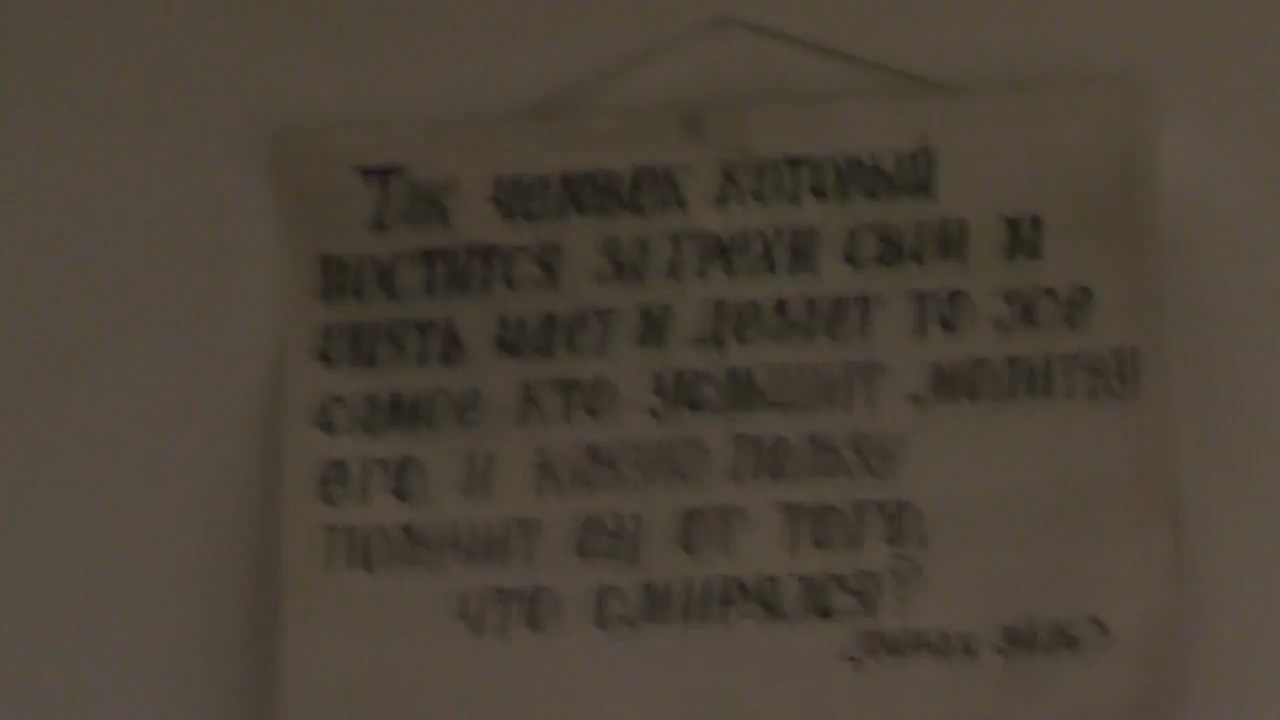 Так человек который
постится за грехи свои и
опять идет и делает то же
самое кто услышит молитву
его и какую пользу
получит он от того,
что смирялся?